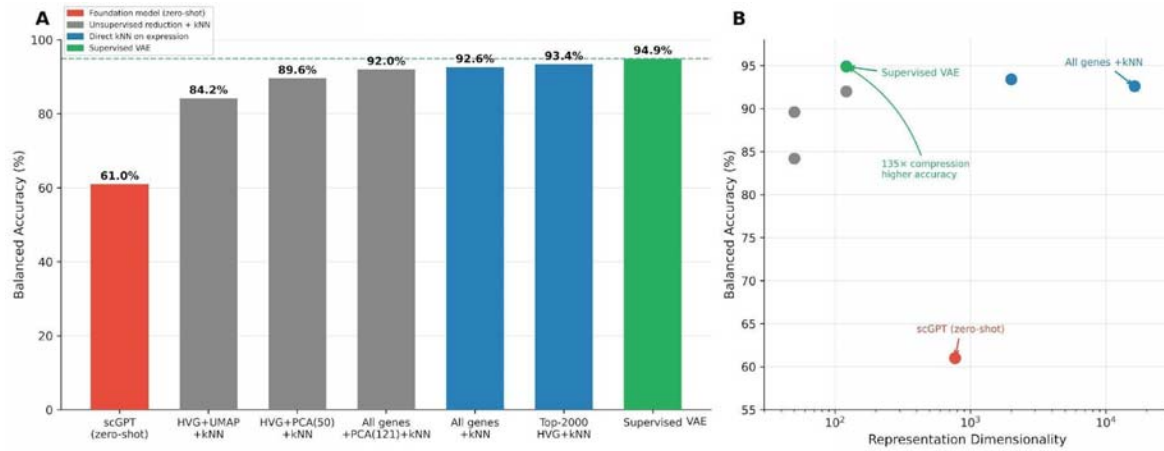 A
Foundation model (zero-shot)
Unsupervised reduction + kNN
Direct kNN on expression
Supervised VAE
Balanced Accuracy (%)
100
80
60
40
20
0
61.0%
84.2%
89.6%
92.0%
92.6%
93.4%
94.9%
scGPT
(zero-shot)
HVG+UMAP
+kNN
HVG+PCA(50)
+kNN
All genes
+PCA(121)+kNN
All genes
+kNN
Top-2000
HVG+kNN
Supervised VAE
B
Balanced Accuracy (%)
95
90
85
80
75
70
65
60
55
Supervised VAE
All genes +kNN
135× compression
higher accuracy
scGPT (zero-shot)
10²
10³
10⁴
Representation Dimensionality